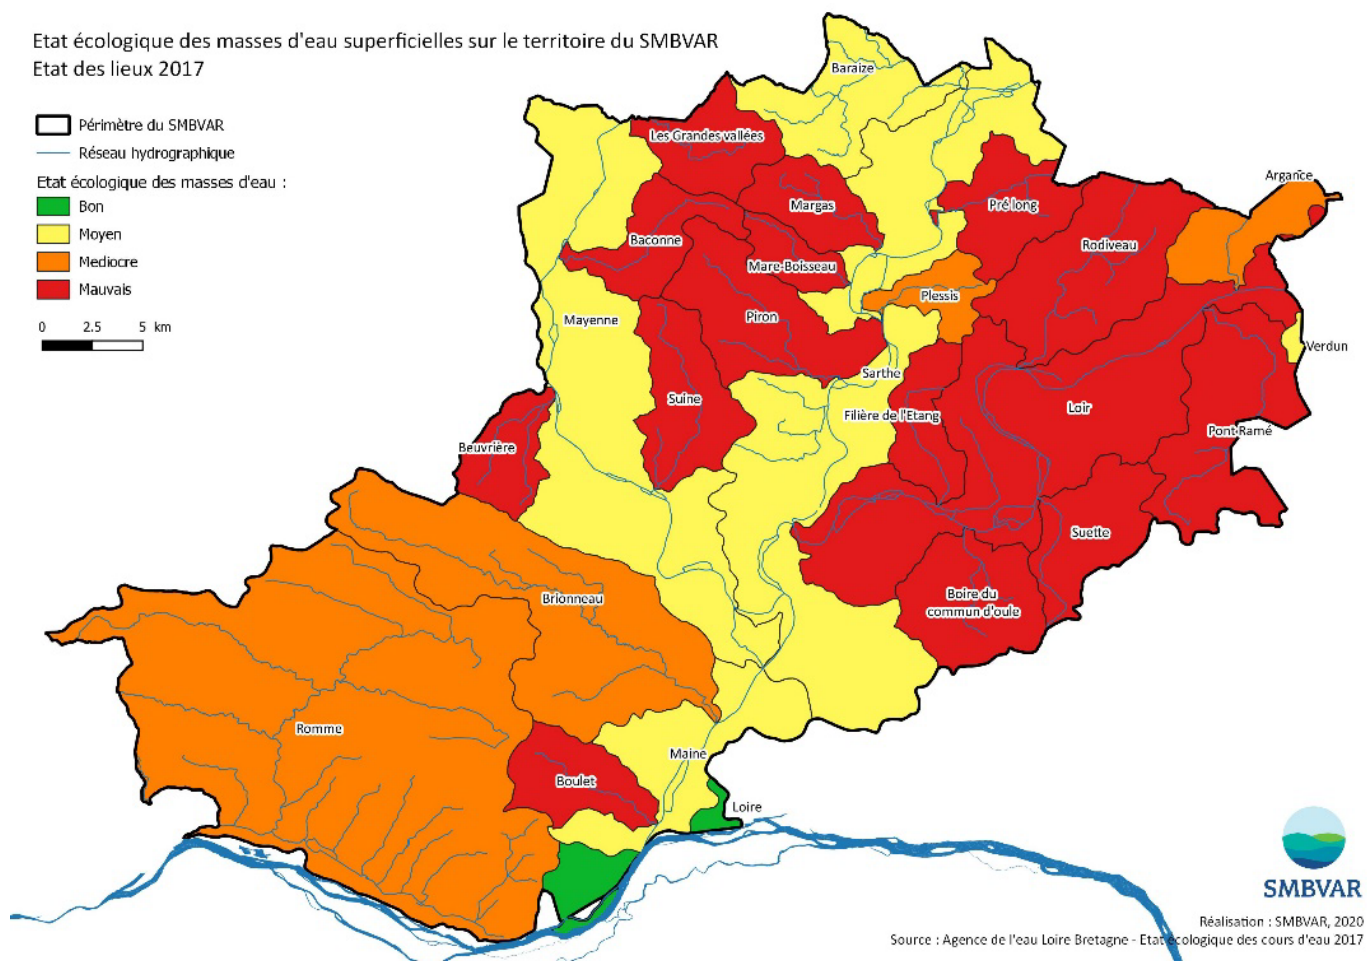 Etat écologique des masses d'eau superficielles sur le territoire du SMBVAR
Etat des lieux 2017
Périmètre du SMBVAR
Réseau hydrographique
Etat écologique des masses d'eau :
Bon
Moyen
Mediocre
Mauvais
0 2.5 5 km
Baraize
Les Grandes vallées
Argance
Margas
Pré long
Baconne
Rodiveau
Mare-Boisseau
Plessis
Mayenne
Piron
Verdun
Sarthe
Suine
Filière de l'Etang
Loir
Beuvrière
Pont Ramé
Suette
Brionneau
Boire du
commun d'oule
Romme
Maine
Boulet
Loire
SMBVAR
Réalisation : SMBVAR, 2020
Source : Agence de l'eau Loire Bretagne - Etat écologique des cours d'eau 2017